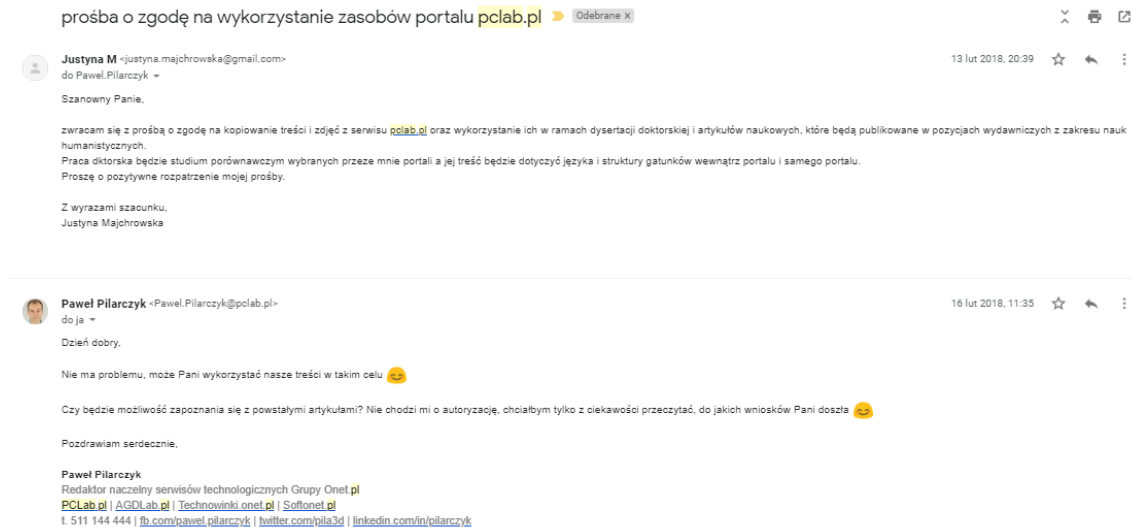 prośba o zgodę na wykorzystanie zasobów portalu pclab.pl Odebrane x
Justyna M <justyna.majchrowska@gmail.com> 13 lut 2018, 20:39
do Pawel.Pilarczyk
Szanowny Panie,
zwracam się z prośbą o zgodę na kopiowanie treści i zdjęć z serwisu pclab.pl oraz wykorzystanie ich w ramach dysertacji doktorskiej i artykułów naukowych, które będą publikowane w pozycjach wydawniczych z zakresu nauk
humanistycznych.
Praca dktorska będzie studium porównawczym wybranych przeze mnie portali a jej treść będzie dotyczyć języka i struktury gatunków wewnątrz portalu i samego portalu.
Proszę o pozytywne rozpatrzenie mojej prośby.
Z wyrazami szacunku,
Justyna Majchrowska
Paweł Pilarczyk <Pawel.Pilarczyk@pclab.pl> 16 lut 2018, 11:35
do ja
Dzień dobry,
Nie ma problemu, może Pani wykorzystać nasze treści w takim celu 😊
Czy będzie możliwość zapoznania się z powstałymi artykułami? Nie chodzi mi o autoryzację, chciałbym tylko z ciekawości przeczytać, do jakich wniosków Pani doszła 😊
Pozdrawiam serdecznie,
Paweł Pilarczyk
Redaktor naczelny serwisów technologicznych Grupy Onet.pl
PCLab.pl | AGDLab.pl | Technowinki.onet.pl | Softonet.pl
t. 511 144 444 | fb.com/pawel.pilarczyk | twitter.com/pila3d | linkedin.com/in/pilarczyk